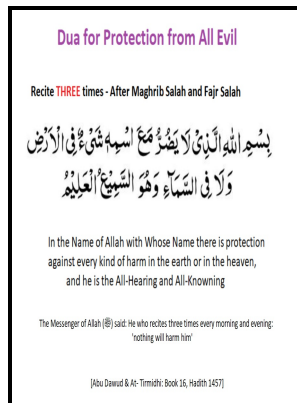 Dua for Protection from All Evil
Recite THREE times - After Maghrib Salah and Fajr Salah
بِسْمِ اللهِ الَّذِیْ لَا یَضُرُّ مَعَ اسْمِهٖ شَیْءٌ فِی الْاَرْضِ
وَلَا فِی السَّمَآءِ وَهُوَ السَّمِیْعُ الْعَلِیْمُ
In the Name of Allah with Whose Name there is protection
against every kind of harm in the earth or in the heaven,
and he is the All-Hearing and All-Knowning
The Messenger of Allah (ﷺ) said: He who recites three times every morning and evening:
'nothing will harm him'
[Abu Dawud & At- Tirmidhi: Book 16, Hadith 1457]